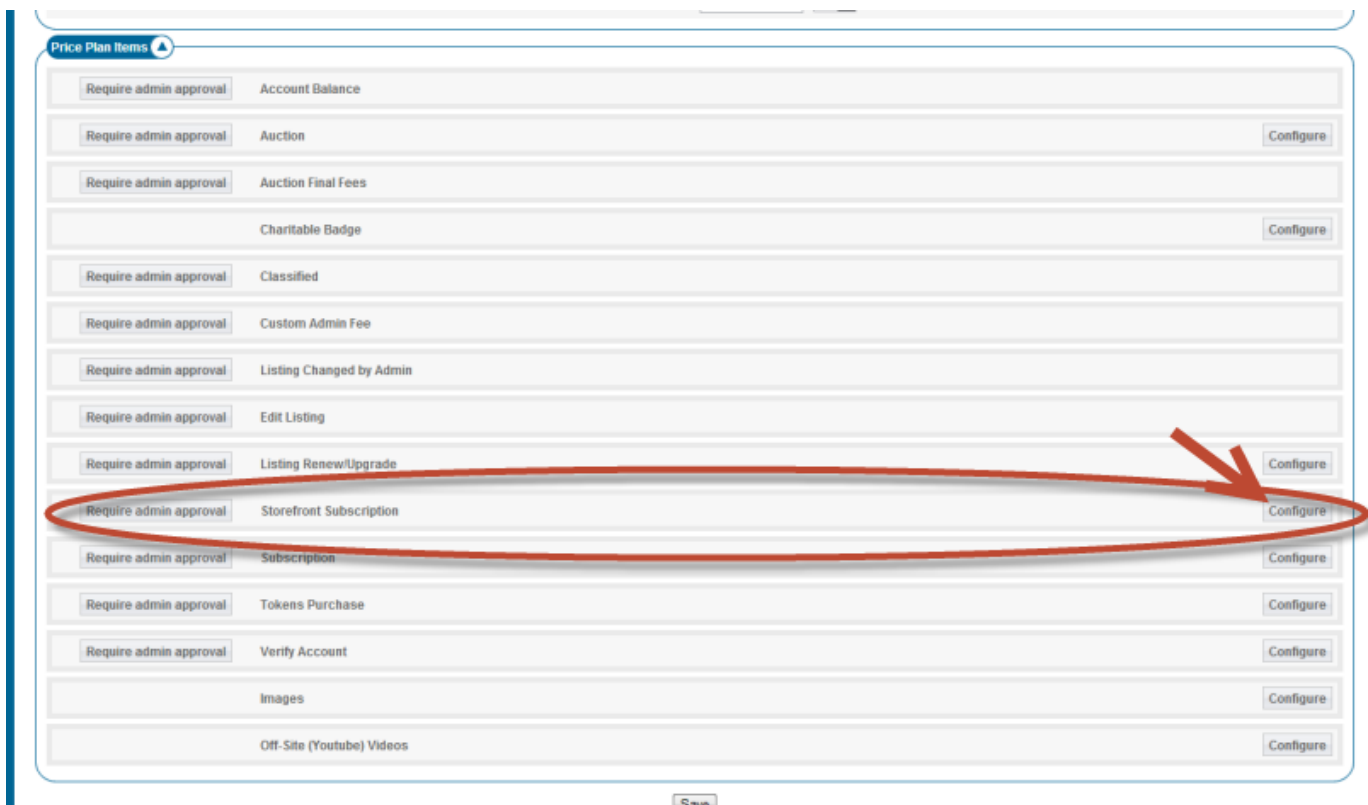 Price Plan Items
Require admin approval Account Balance
Require admin approval Auction Configure
Require admin approval Auction Final Fees
Charitable Badge Configure
Require admin approval Classified
Require admin approval Custom Admin Fee
Require admin approval Listing Changed by Admin
Require admin approval Edit Listing
Require admin approval Listing Renew/Upgrade Configure
Require admin approval Storefront Subscription Configure
Require admin approval Subscription Configure
Require admin approval Tokens Purchase Configure
Require admin approval Verify Account Configure
Images Configure
Off-Site (Youtube) Videos Configure
Save